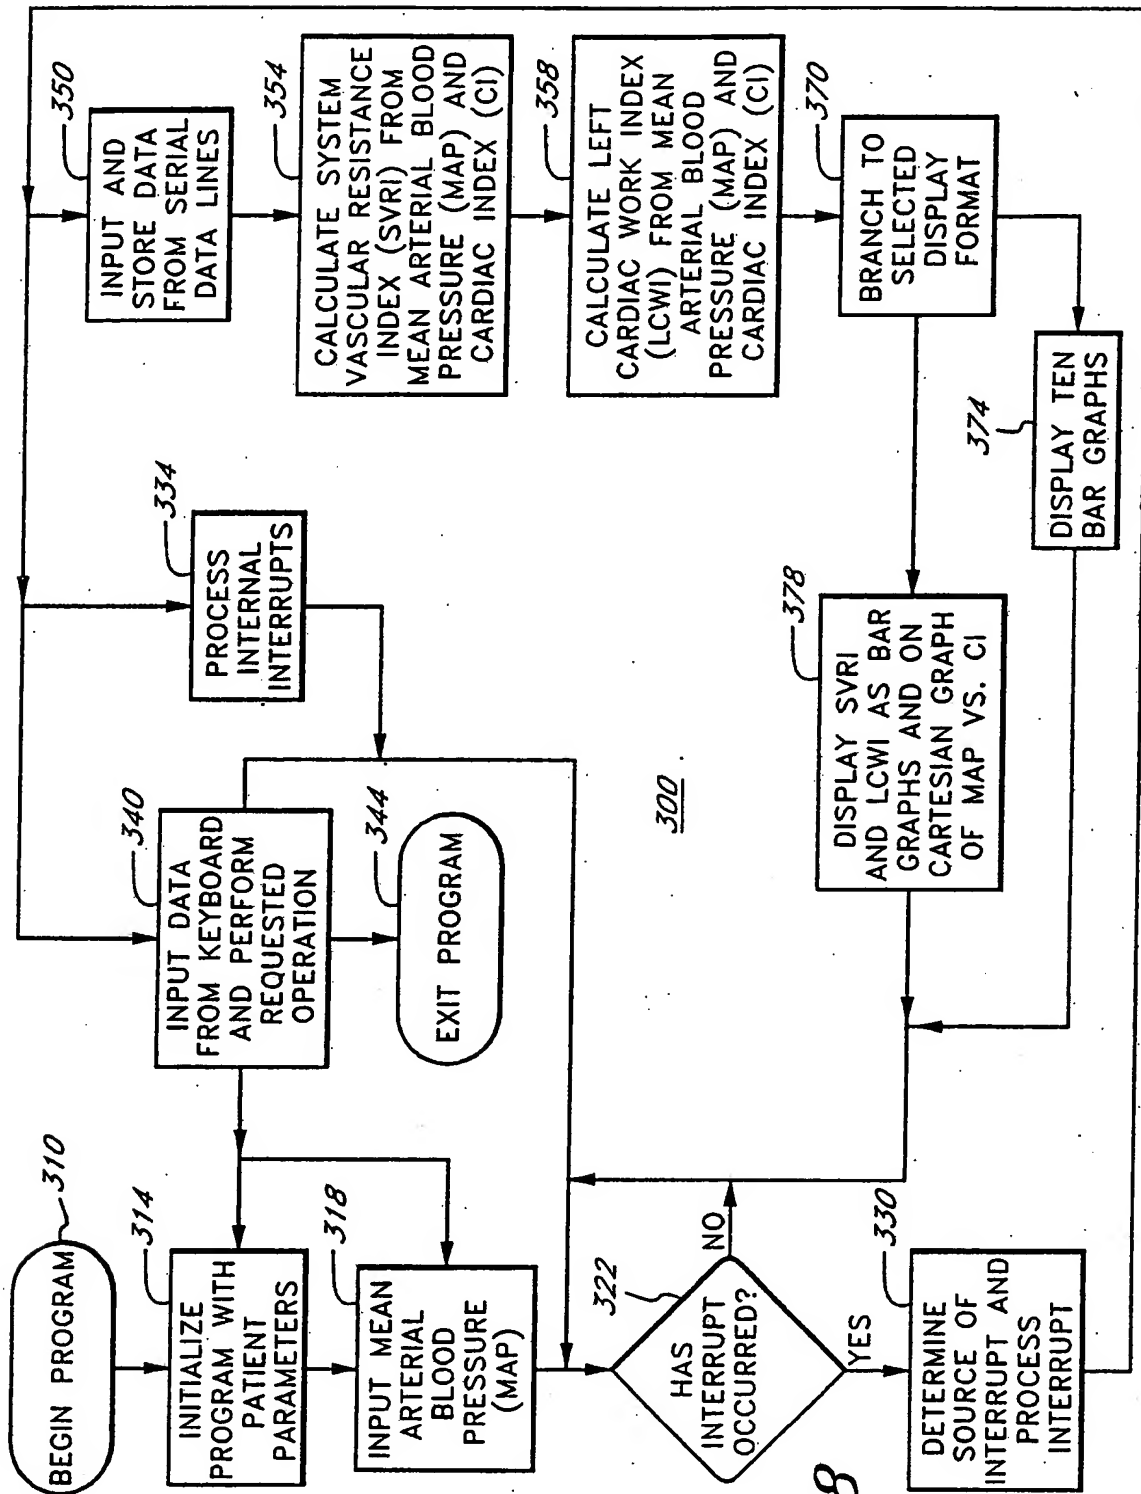 BEGIN PROGRAM
310
INITIALIZE
PROGRAM WITH
PATIENT
PARAMETERS
314
INPUT MEAN
ARTERIAL
BLOOD
PRESSURE
(MAP)
318
HAS
INTERRUPT
OCCURRED?
322
NO
YES
DETERMINE
SOURCE OF
INTERRUPT AND
PROCESS
INTERRUPT
330
INPUT DATA
FROM KEYBOARD
AND PERFORM
REQUESTED
OPERATION
340
EXIT PROGRAM
344
PROCESS
INTERNAL
INTERRUPTS
334
300
INPUT AND
STORE DATA
FROM SERIAL
DATA LINES
350
CALCULATE SYSTEM
VASCULAR RESISTANCE
INDEX (SVRI) FROM
MEAN ARTERIAL BLOOD
PRESSURE (MAP) AND
CARDIAC INDEX (CI)
354
CALCULATE LEFT
CARDIAC WORK INDEX
(LCWI) FROM MEAN
ARTERIAL BLOOD
PRESSURE (MAP) AND
CARDIAC INDEX (CI)
358
BRANCH TO
SELECTED
DISPLAY
FORMAT
370
DISPLAY SVRI
AND LCWI AS BAR
GRAPHS AND ON
CARTESIAN GRAPH
OF MAP VS. CI
378
DISPLAY TEN
BAR GRAPHS
374
8